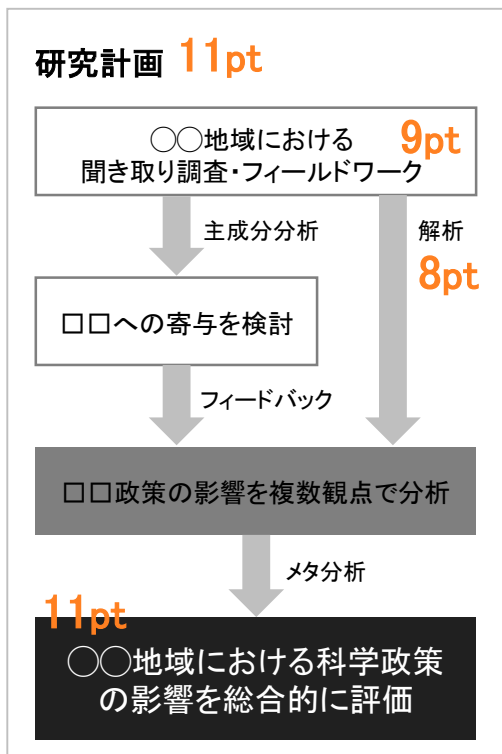 研究計画 11pt
◯◯地域における 9pt
聞き取り調査・フィールドワーク
主成分分析
解析
8pt
□□への寄与を検討
フィードバック
□□政策の影響を複数観点で分析
メタ分析
11pt
◯◯地域における科学政策
の影響を総合的に評価